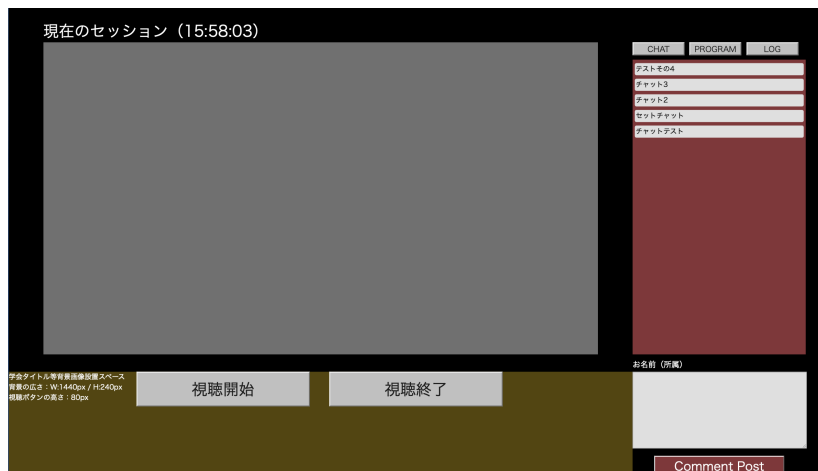 現在のセッション（15:58:03）
CHAT PROGRAM LOG
テストその4
チャット3
チャット2
セットチャット
チャットテスト
お名前（所属）
学会タイトル等背景画像設置スペース
背景の広さ：W:1440px / H:240px
視聴ボタンの高さ：80px
視聴開始 視聴終了
Comment Post